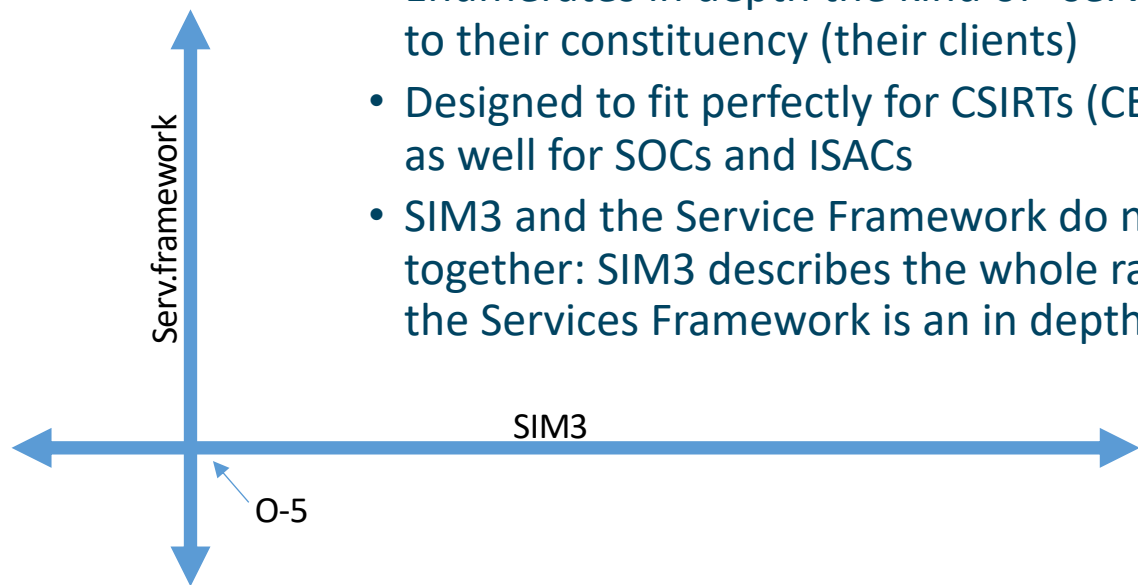 to their constituency (their clients)
• Designed to fit perfectly for CSIRTs
as well for SOCs and ISACs
• SIM3 and the Service Framework do
together: SIM3 describes the whole
the Services Framework is an in depth
Serv.framework
SIM3
O-5